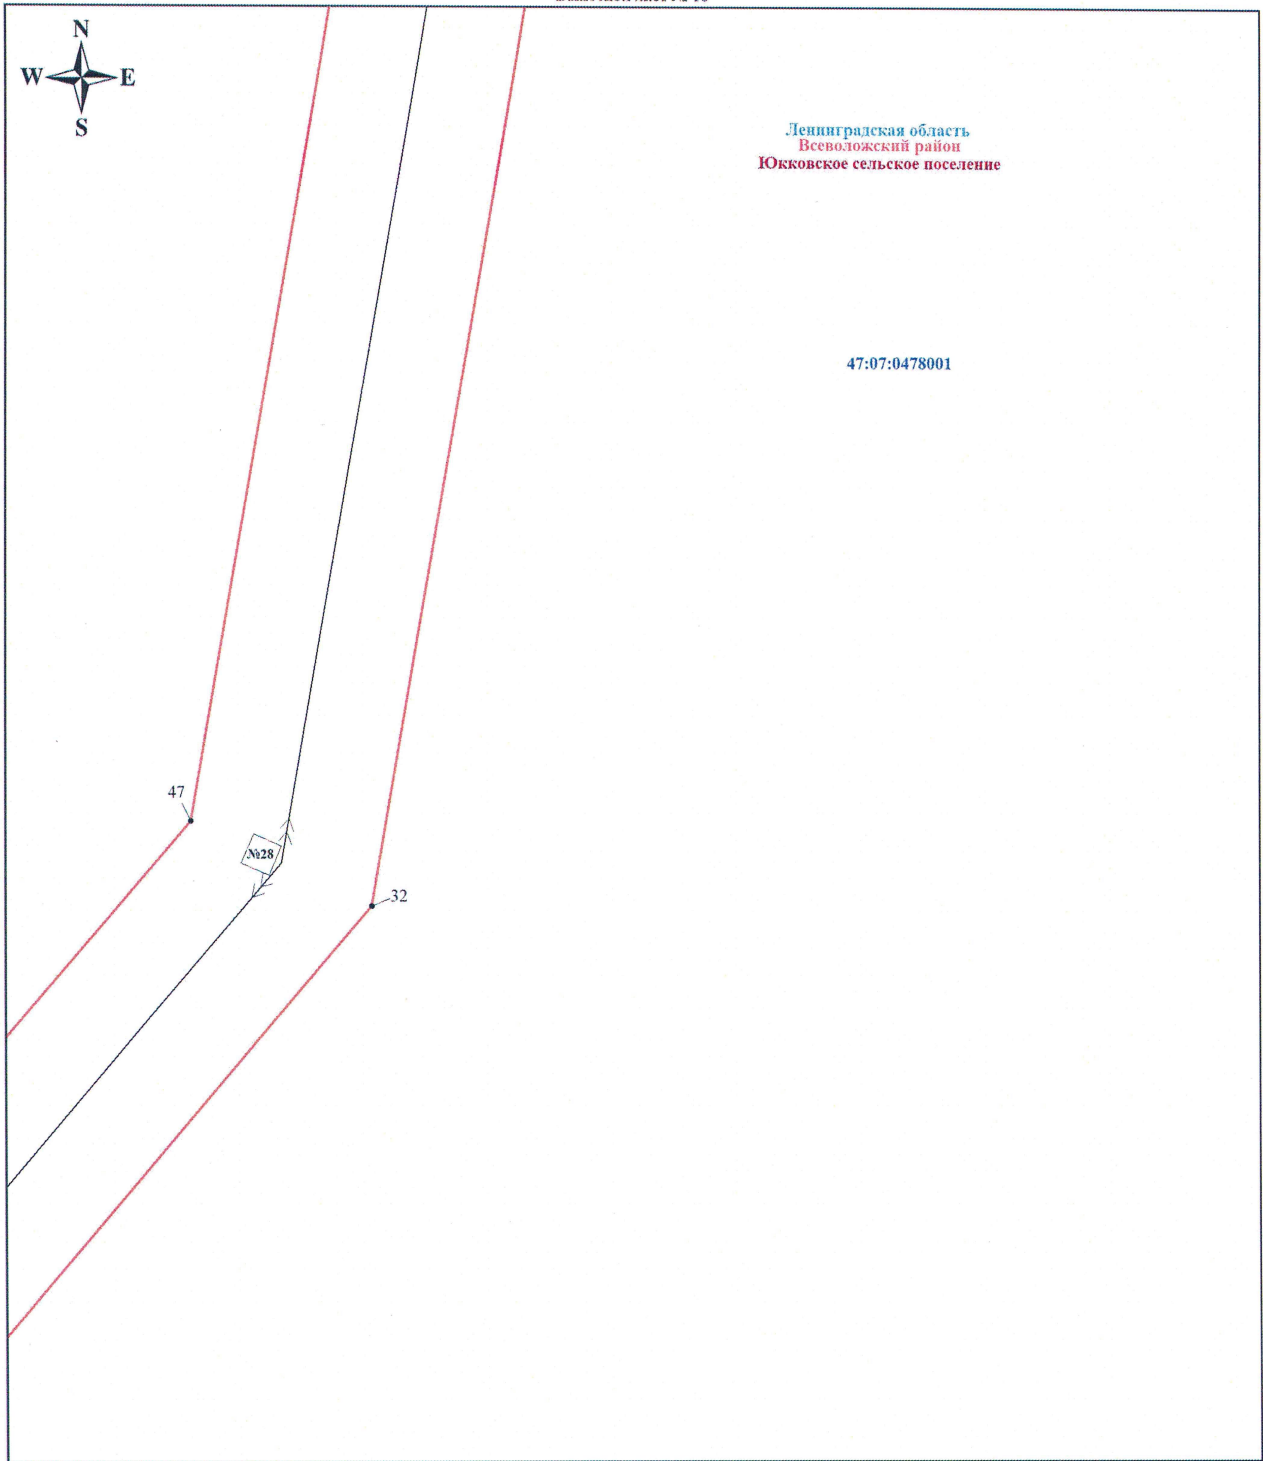 N
W E
S
Ленинградская область
Всеволожский район
Юкковское сельское поселение
47:07:0478001
47
№28
32